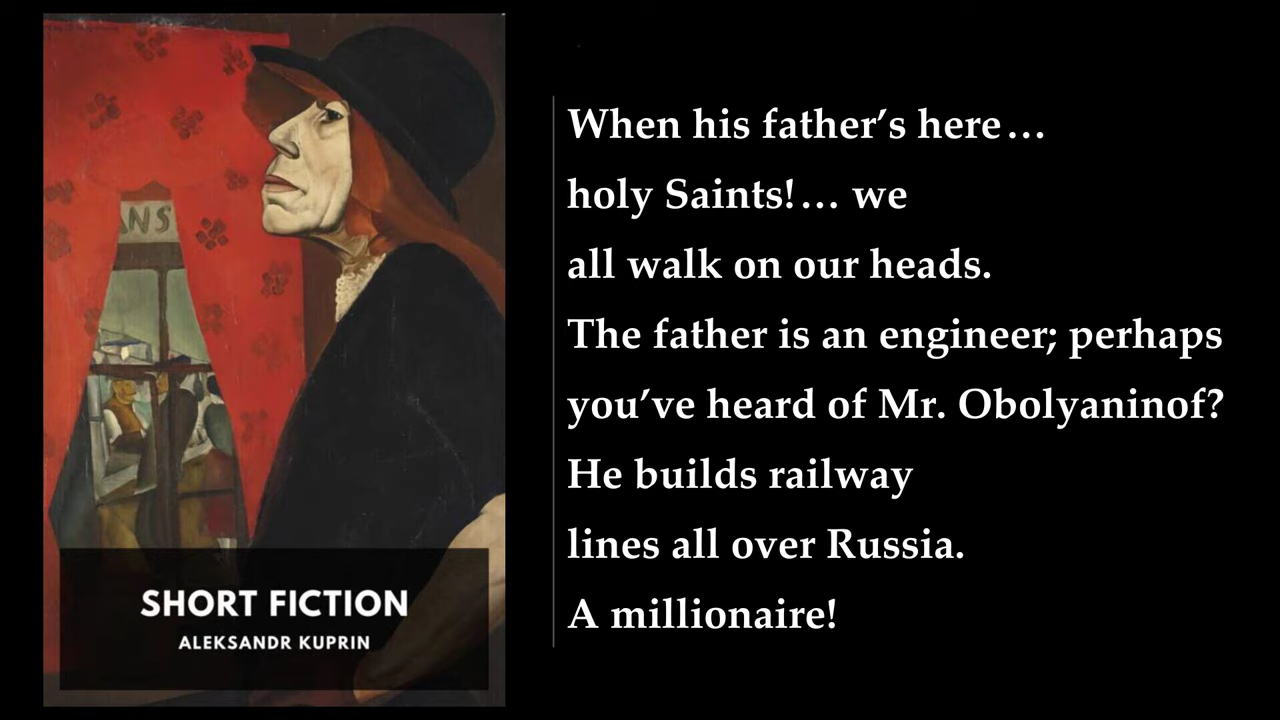 NS
SHORT FICTION
ALEKSANDR KUPRIN
When his father’s here…
holy Saints!… we
all walk on our heads.
The father is an engineer; perhaps
you’ve heard of Mr. Obolyaninof?
He builds railway
lines all over Russia.
A millionaire!